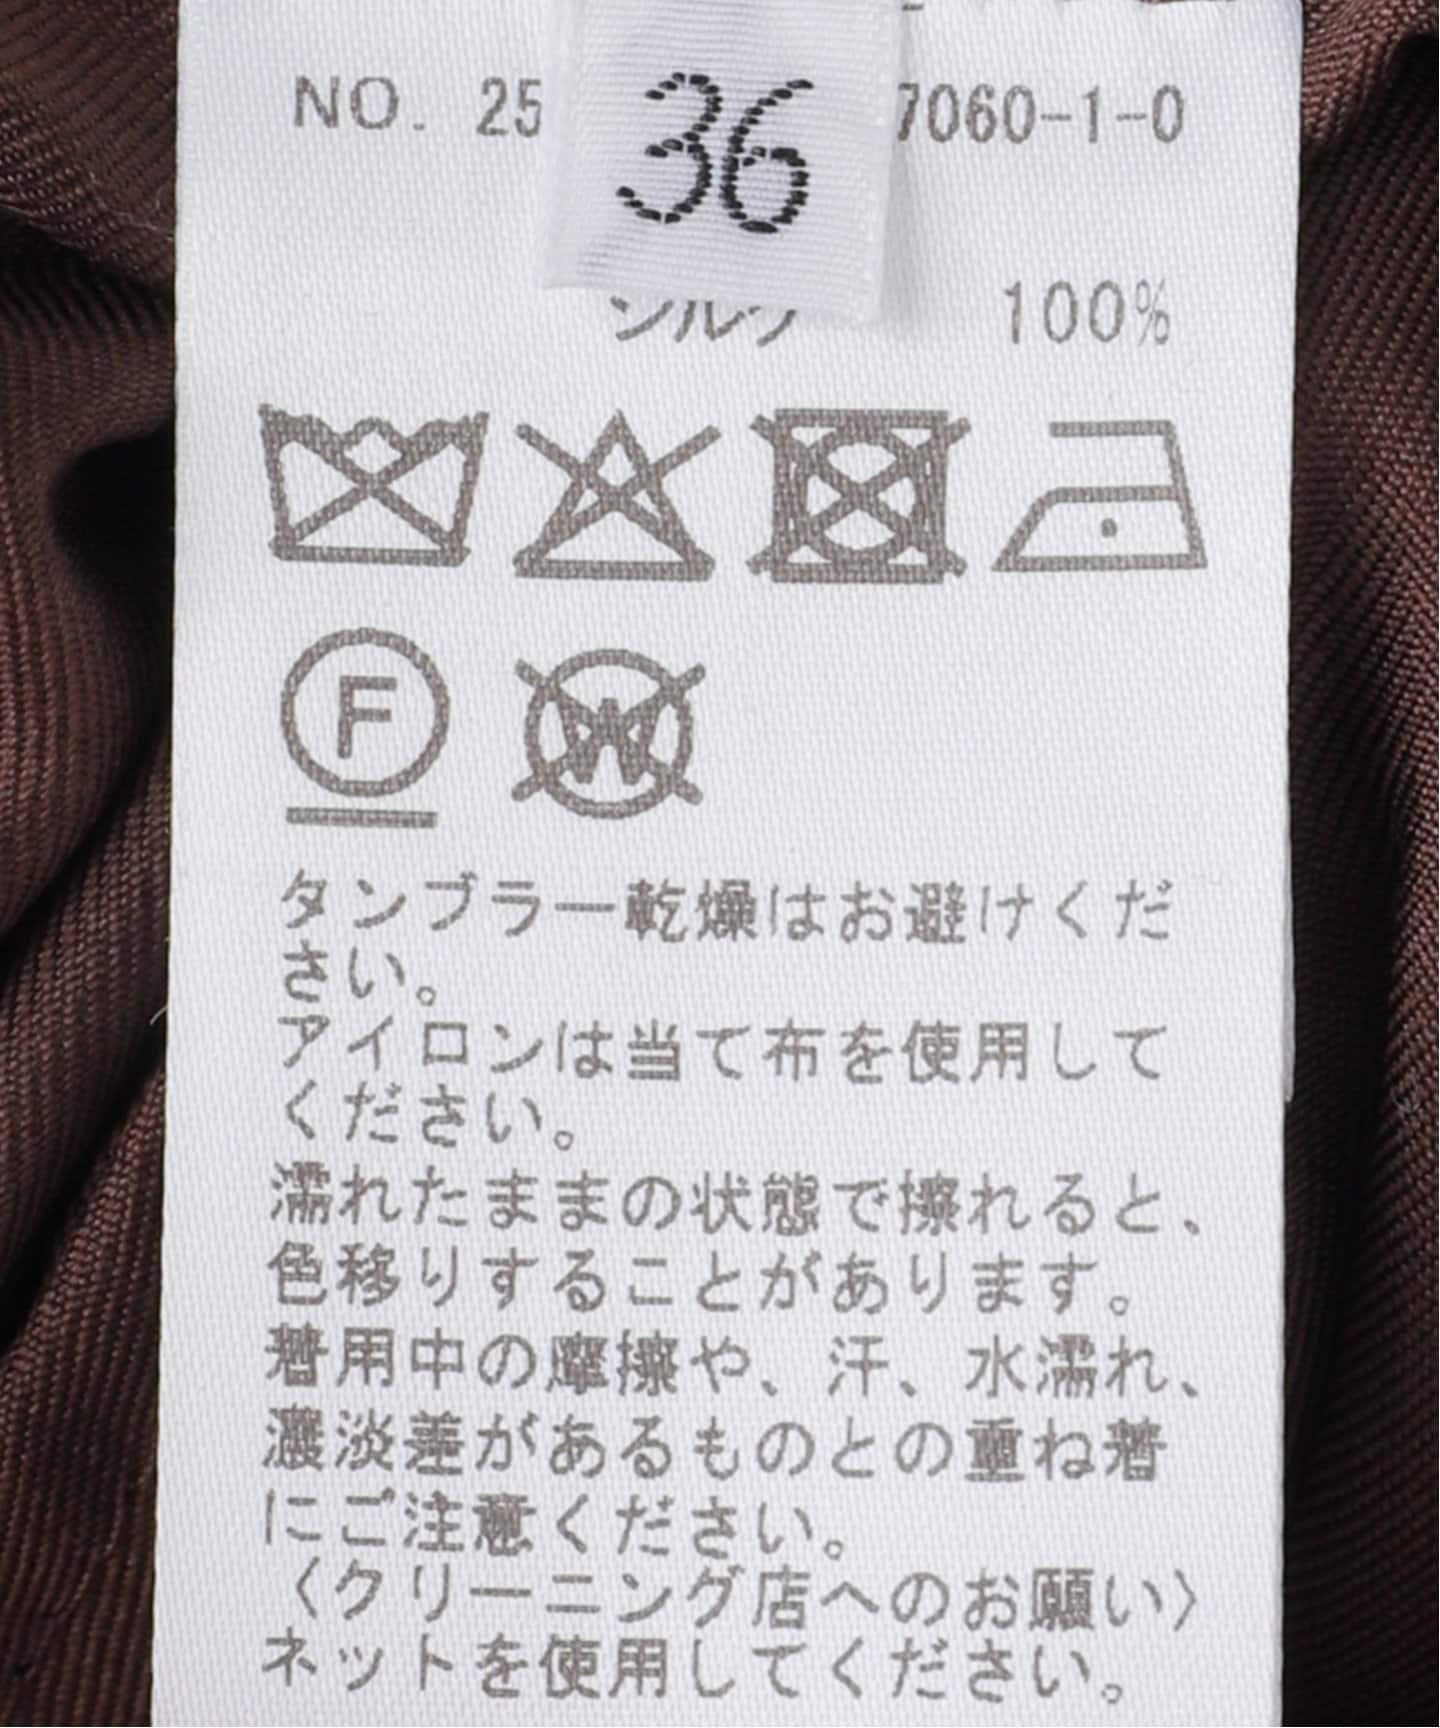 NO. 25
36
7060-1-0
シルク 100%
F
W
タンブラー乾燥はお避けくだ
さい。
アイロンは当て布を使用して
ください。
濡れたままの状態で擦れると、
色移りすることがあります。
着用中の摩擦や、汗、水濡れ、
濃淡差があるものとの重ね着
にご注意ください。
〈クリーニング店へのお願い〉
ネットを使用してください。